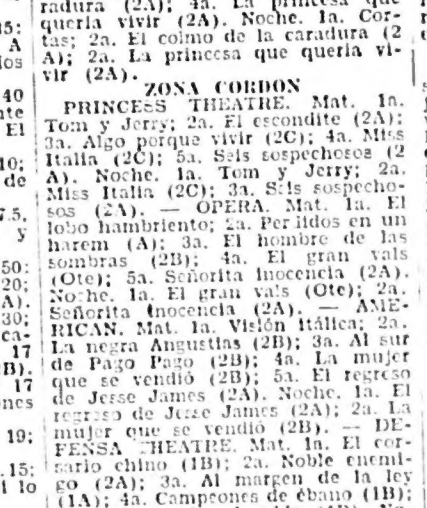 radura (2A); 4a. La princesa que
quería vivir (2A). Noche. 1a. Cor-
tas; 2a. El colmo de la caradura (2
A); 2a. La princesa que quería vi-
vir (2A).
ZONA CORDON
PRINCESS THEATRE. Mat. 1a.
Tom y Jerry; 2a. El escondite (2A);
3a. Algo porque vivir (2C); 4a. Miss
Italia (2C); 5a. Seis sospechosos (2
A). Noche. 1a. Tom y Jerry; 2a.
Miss Italia (2C); 3a. Seis sospecho-
sos (2A). — OPERA. Mat. 1a. El
lobo hambriento; 2a. Perdidos en un
harem (A); 3a. El hombre de las
sombras (2B); 4a. El gran vals
(Ote); 5a. Señorita inocencia (2A).
Noche. 1a. El gran vals (Ote); 2a.
Señorita inocencia (2A). — AME-
RICAN. Mat. 1a. Visión itálica; 2a.
La negra Angustias (2B); 3a. Al sur
de Pago Pago (2B); 4a. La mujer
que se vendió (2B); 5a. El regreso
de Jesse James (2A). Noche. 1a. El
regreso de Jesse James (2A); 2a. La
mujer que se vendió (2B). — DE-
FENSA THEATRE. Mat. 1a. El cor-
sario chino (1B); 2a. Noble enemi-
go (2A); 3a. Al margen de la ley
(1A); 4a. Campeones de ébano (1B);